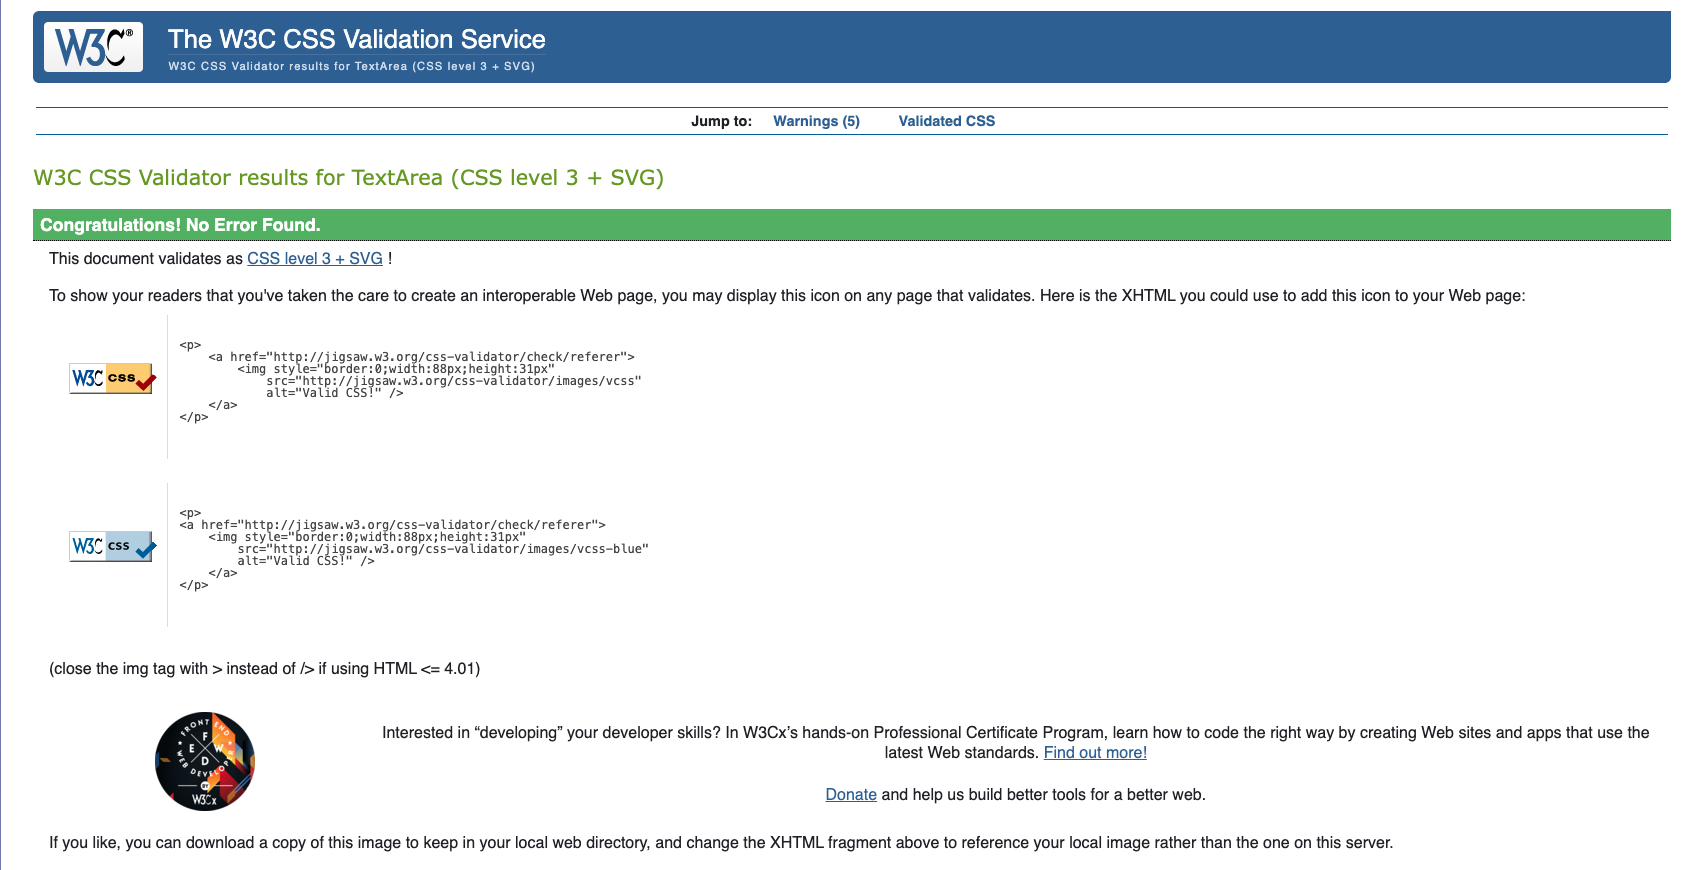 W3C®
The W3C CSS Validation Service
W3C CSS Validator results for TextArea (CSS level 3 + SVG)
Jump to: Warnings (5) Validated CSS
W3C CSS Validator results for TextArea (CSS level 3 + SVG)
Congratulations! No Error Found.
This document validates as CSS level 3 + SVG !
To show your readers that you've taken the care to create an interoperable Web page, you may display this icon on any page that validates. Here is the XHTML you could use to add this icon to your Web page:
W3C css
<p>
    <a href="http://jigsaw.w3.org/css-validator/check/referer">
        <img style="border:0;width:88px;height:31px"
            src="http://jigsaw.w3.org/css-validator/images/vcss"
            alt="Valid CSS!" />
    </a>
</p>
W3C css
<p>
<a href="http://jigsaw.w3.org/css-validator/check/referer">
    <img style="border:0;width:88px;height:31px"
        src="http://jigsaw.w3.org/css-validator/images/vcss-blue"
        alt="Valid CSS!" />
    </a>
</p>
(close the img tag with > instead of /> if using HTML <= 4.01)
FRONT END
WEB DEVELOPER
F
E W
D
BY
W3Cx
Interested in “developing” your developer skills? In W3Cx’s hands-on Professional Certificate Program, learn how to code the right way by creating Web sites and apps that use the
latest Web standards. Find out more!
Donate and help us build better tools for a better web.
If you like, you can download a copy of this image to keep in your local web directory, and change the XHTML fragment above to reference your local image rather than the one on this server.